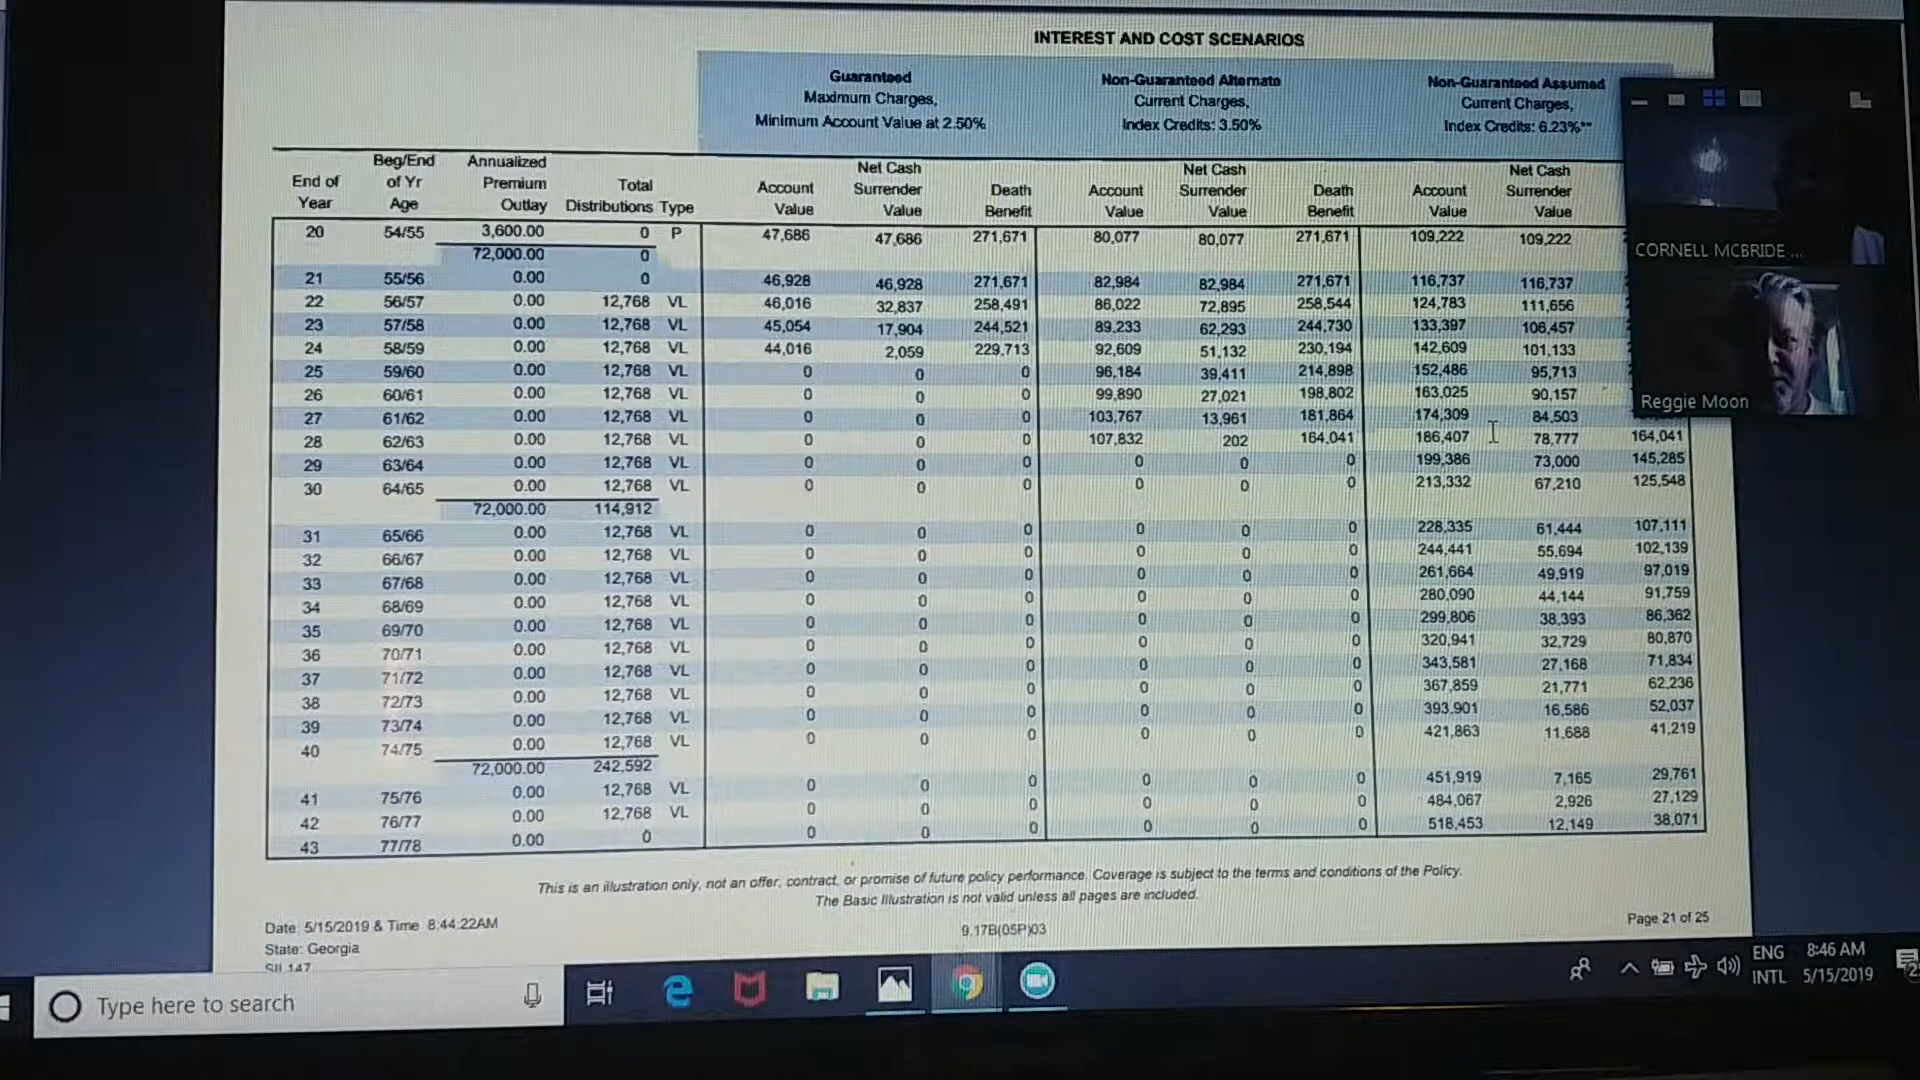 INTEREST AND COST SCENARIOS
Guaranteed
Maximum Charges,
Minimum Account Value at 2.50%
Non-Guaranteed Alternate
Current Charges,
Index Credits: 3.50%
Non-Guaranteed Assumed
Current Charges,
Index Credits: 6.23%**
End of Year Beg/End of Yr Age Annualized Premium Outlay Total Distributions Type Account Value Net Cash Surrender Value Death Benefit Account Value Net Cash Surrender Value Death Benefit Account Value Net Cash Surrender Value
20 54/55 3,600.00 0 P 47,686 47,686 271,671 80,077 80,077 271,671 109,222 109,222
72,000.00 0
21 55/56 0.00 0 46,928 46,928 271,671 82,984 82,984 271,671 116,737 116,737
22 56/57 0.00 12,768 VL 46,016 32,837 258,491 86,022 72,895 258,544 124,783 111,656
23 57/58 0.00 12,768 VL 45,054 17,904 244,521 89,233 62,293 244,730 133,397 106,457
24 58/59 0.00 12,768 VL 44,016 2,059 229,713 92,609 51,132 230,194 142,609 101,133
25 59/60 0.00 12,768 VL 0 0 0 96,184 39,411 214,898 152,486 95,713
26 60/61 0.00 12,768 VL 0 0 0 99,890 27,021 198,802 163,025 90,157
27 61/62 0.00 12,768 VL 0 0 0 103,767 13,961 181,864 174,309 84,503
28 62/63 0.00 12,768 VL 0 0 0 107,832 202 164,041 186,407 78,777 164,041
29 63/64 0.00 12,768 VL 0 0 0 0 0 0 199,386 73,000 145,285
30 64/65 0.00 12,768 VL 0 0 0 0 0 0 213,332 67,210 125,548
72,000.00 114,912
31 65/66 0.00 12,768 VL 0 0 0 0 0 0 228,335 61,444 107,111
32 66/67 0.00 12,768 VL 0 0 0 0 0 0 244,441 55,694 102,139
33 67/68 0.00 12,768 VL 0 0 0 0 0 0 261,664 49,919 97,019
34 68/69 0.00 12,768 VL 0 0 0 0 0 0 280,090 44,144 91,759
35 69/70 0.00 12,768 VL 0 0 0 0 0 0 299,806 38,393 86,362
36 70/71 0.00 12,768 VL 0 0 0 0 0 0 320,941 32,729 80,870
37 71/72 0.00 12,768 VL 0 0 0 0 0 0 343,581 27,168 71,834
38 72/73 0.00 12,768 VL 0 0 0 0 0 0 367,859 21,771 62,236
39 73/74 0.00 12,768 VL 0 0 0 0 0 0 393,901 16,586 52,037
40 74/75 0.00 12,768 VL 0 0 0 0 0 0 421,863 11,688 41,219
72,000.00 242,592
41 75/76 0.00 12,768 VL 0 0 0 0 0 0 451,919 7,165 29,761
42 76/77 0.00 12,768 VL 0 0 0 0 0 0 484,067 2,926 27,129
43 77/78 0.00 0 0 0 0 0 0 0 518,453 12,149 38,071
This is an illustration only, not an offer, contract, or promise of future policy performance. Coverage is subject to the terms and conditions of the Policy.
The Basic Illustration is not valid unless all pages are included.
Date: 5/15/2019 & Time 8:44:22AM
State: Georgia
9.17B(05P)03
Page 21 of 25
CORNELL MCBRIDE ...
Reggie Moon
Type here to search
ENG
INTL
8:46 AM
5/15/2019